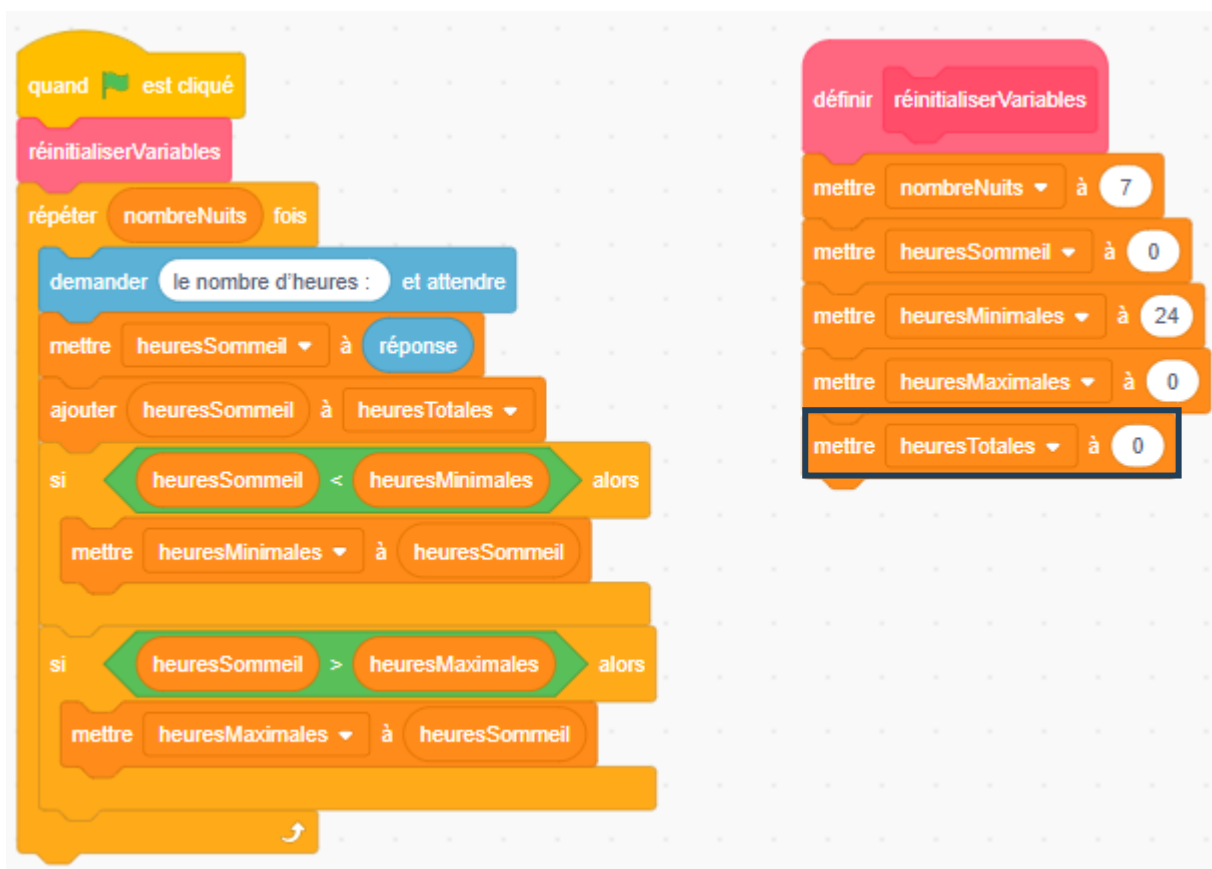 quand est cliqué
réinitialiserVariables
répéter nombreNuits fois
demander le nombre d'heures : et attendre
mettre heuresSommeil à réponse
ajouter heuresSommeil à heuresTotales
si heuresSommeil < heuresMinimales alors
mettre heuresMinimales à heuresSommeil
si heuresSommeil > heuresMaximales alors
mettre heuresMaximales à heuresSommeil
définir réinitialiserVariables
mettre nombreNuits à 7
mettre heuresSommeil à 0
mettre heuresMinimales à 24
mettre heuresMaximales à 0
mettre heuresTotales à 0